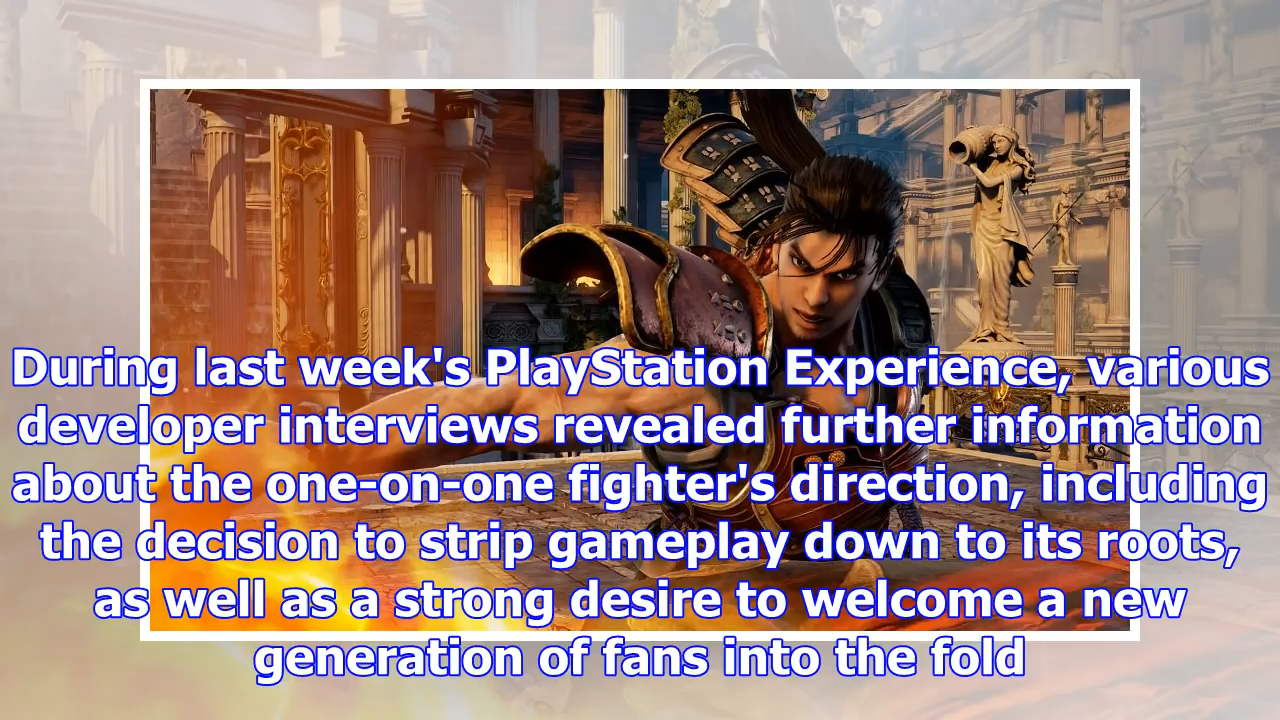 During last week's PlayStation Experience, various
developer interviews revealed further information
about the one-on-one fighter's direction, including
the decision to strip gameplay down to its roots,
as well as a strong desire to welcome a new
generation of fans into the fold